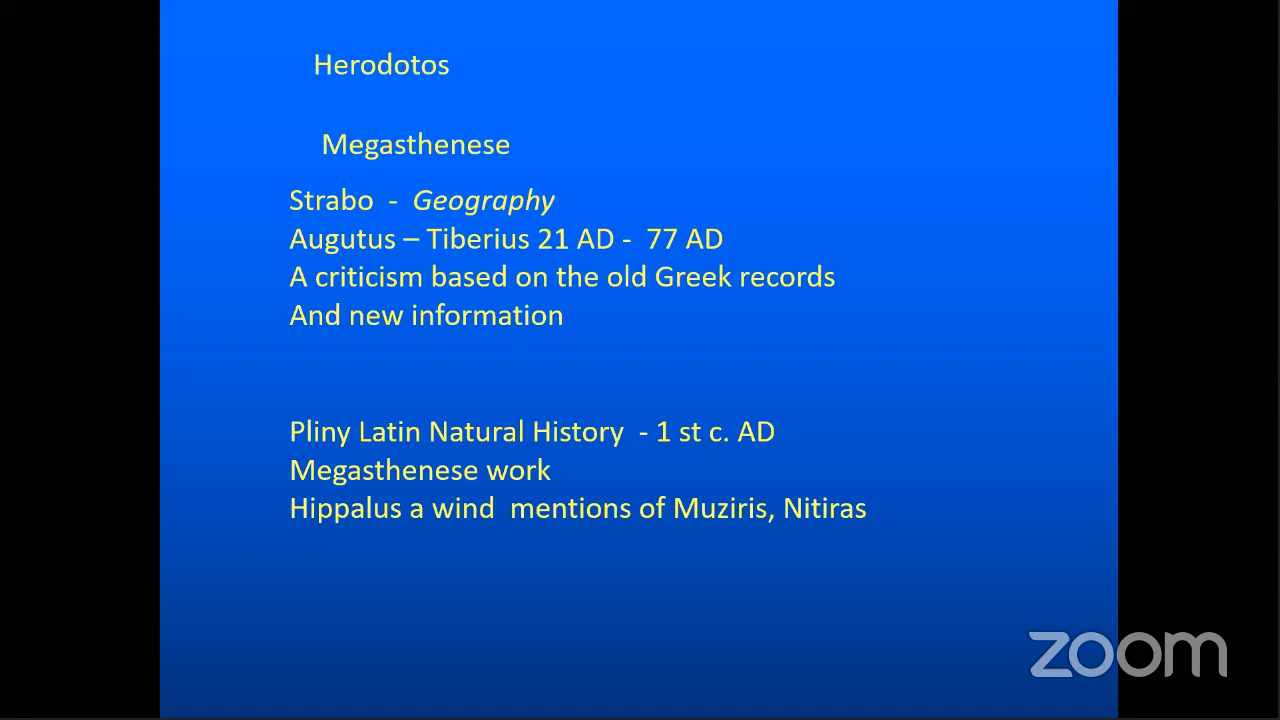 Herodotos
Megasthenese
Strabo - Geography
Augutus – Tiberius 21 AD - 77 AD
A criticism based on the old Greek records
And new information
Pliny Latin Natural History - 1 st c. AD
Megasthenese work
Hippalus a wind mentions of Muziris, Nitiras
zoom